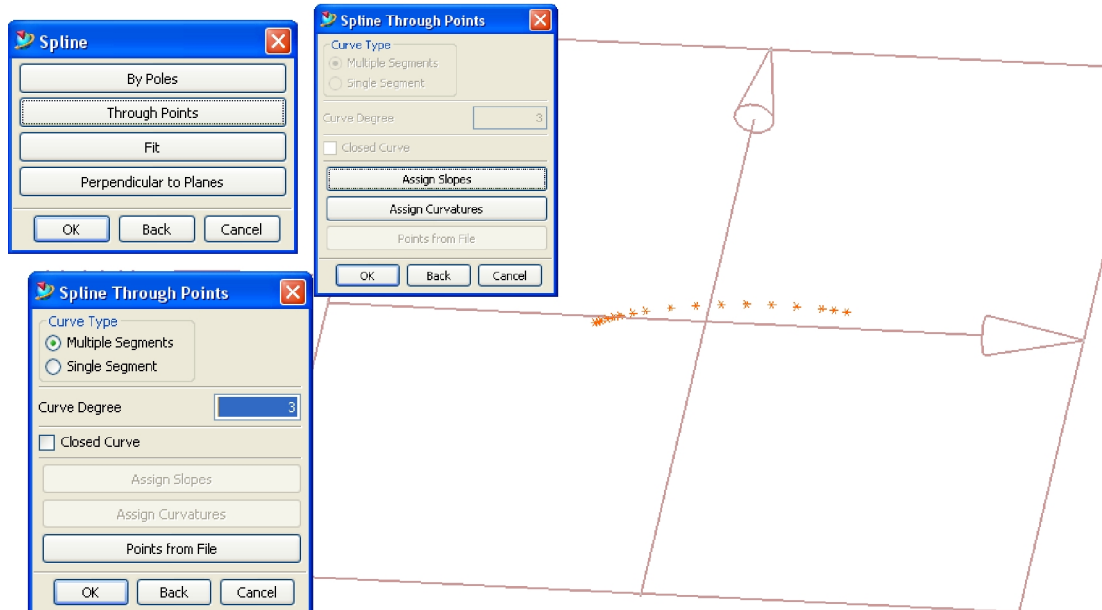 Spline
By Poles
Through Points
Fit
Perpendicular to Planes
OK
Back
Cancel
Spline Through Points
Curve Type
Multiple Segments
Single Segment
Curve Degree
3
Closed Curve
Assign Slopes
Assign Curvatures
Points from File
OK
Back
Cancel
Spline Through Points
Curve Type
Multiple Segments
Single Segment
Curve Degree
3
Closed Curve
Assign Slopes
Assign Curvatures
Points from File
OK
Back
Cancel